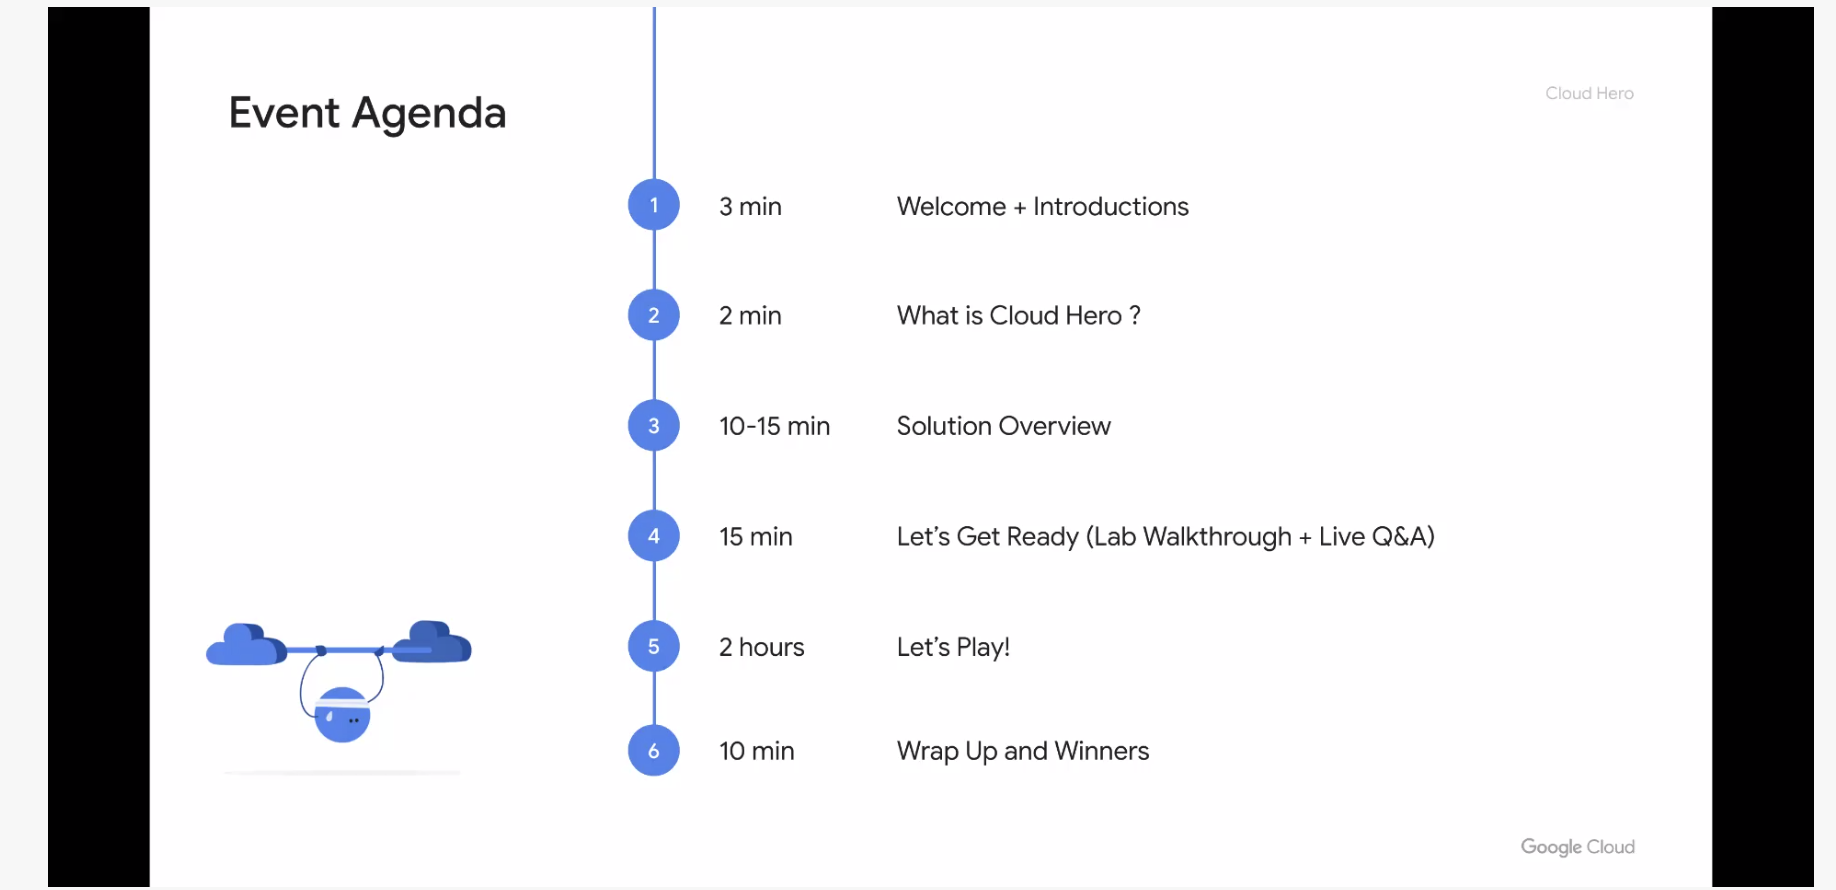 Event Agenda
Cloud Hero
1 3 min Welcome + Introductions
2 2 min What is Cloud Hero ?
3 10-15 min Solution Overview
4 15 min Let's Get Ready (Lab Walkthrough + Live Q&A)
5 2 hours Let's Play!
6 10 min Wrap Up and Winners
Google Cloud